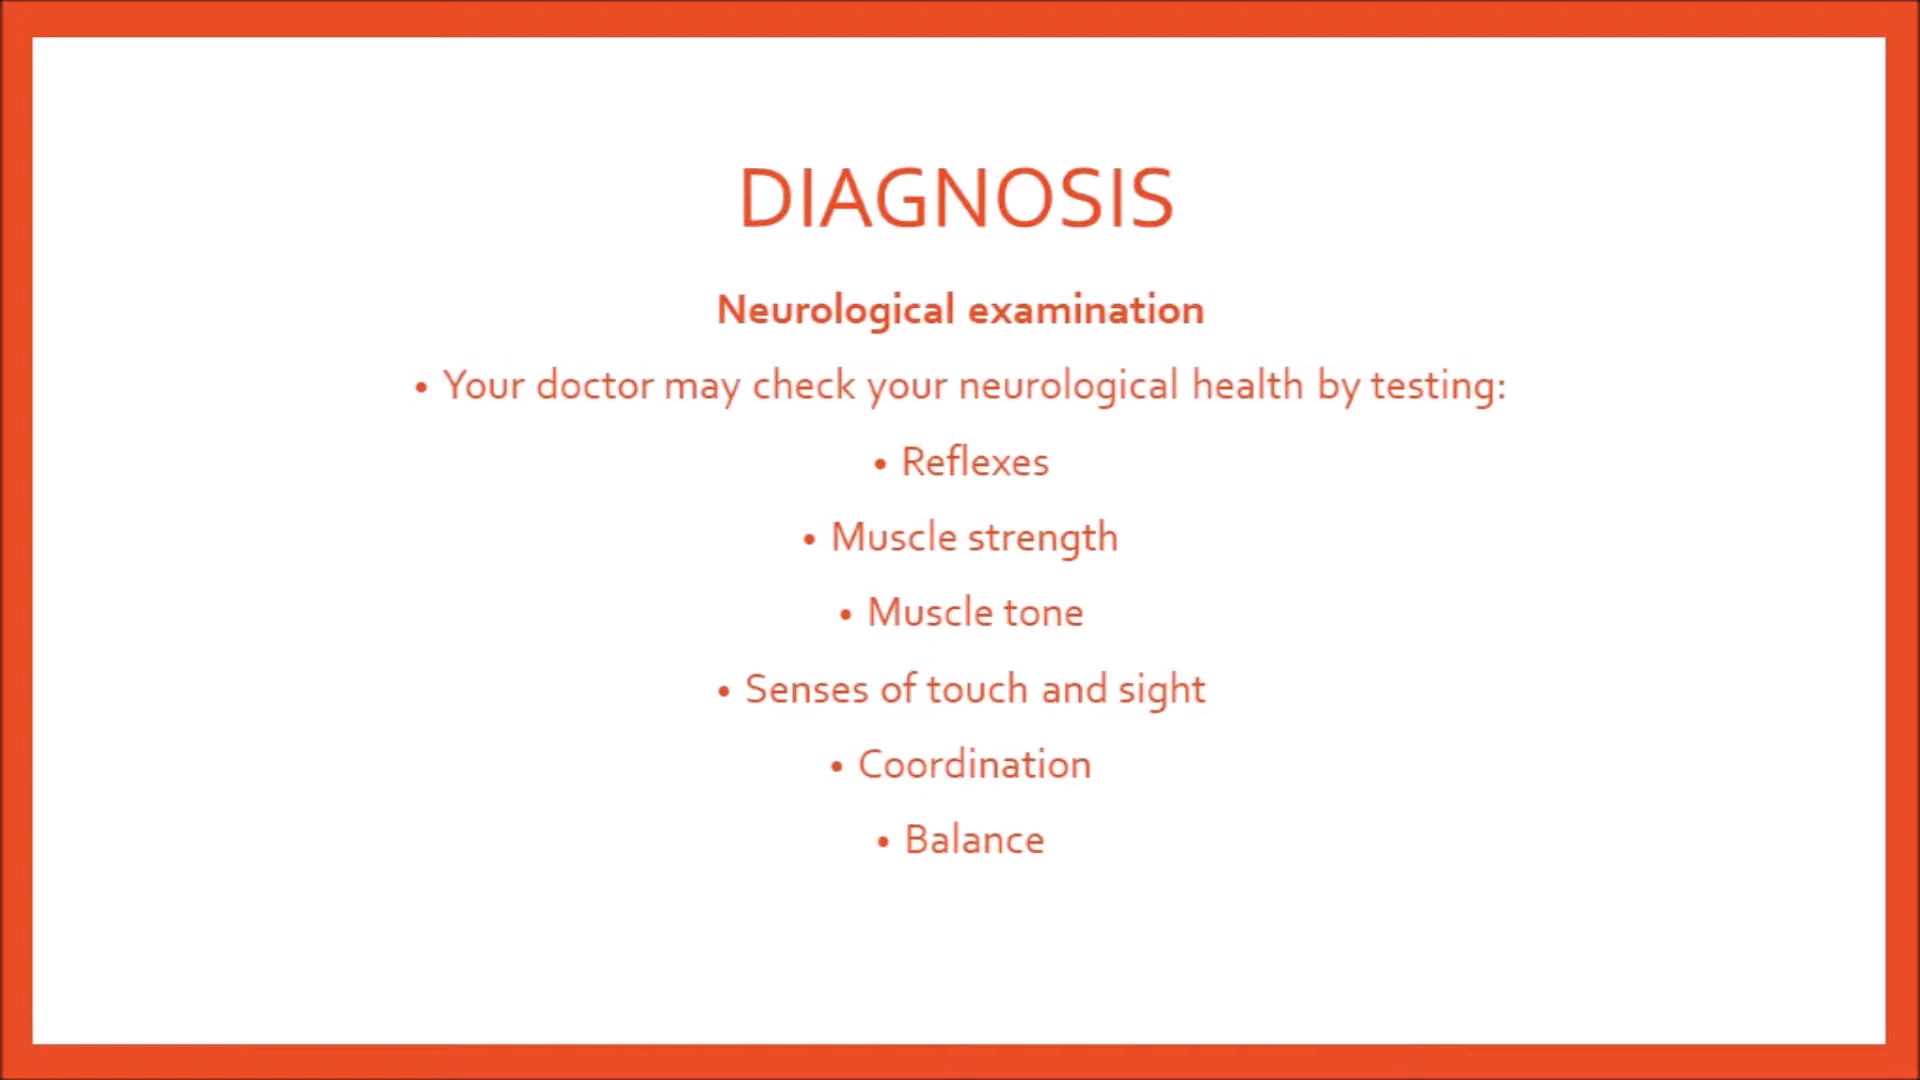 DIAGNOSIS
Neurological examination
• Your doctor may check your neurological health by testing:
• Reflexes
• Muscle strength
• Muscle tone
• Senses of touch and sight
• Coordination
• Balance